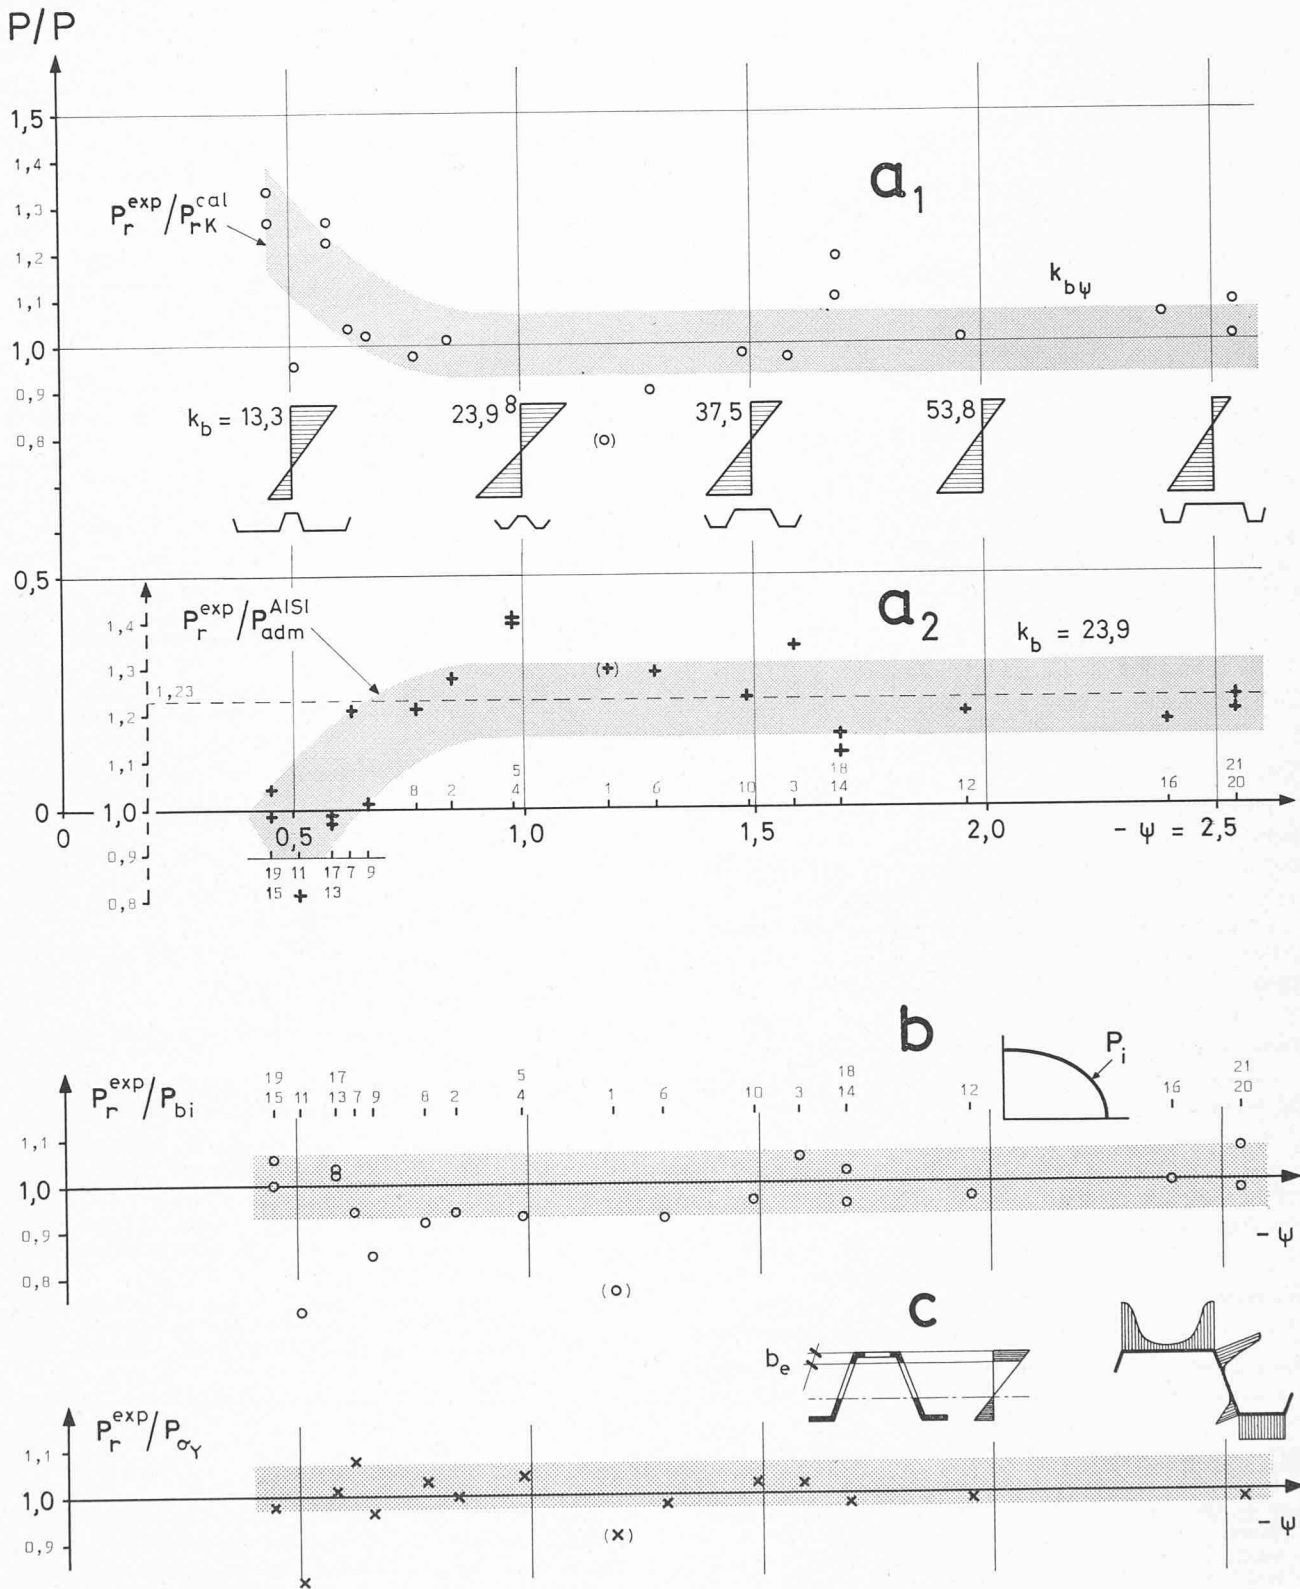 P/P
1,5
1,4
1,3
1,2
1,1
1,0
0,9
0,8
0,5
0
a₁
P_r^exp/P_rK^cal
k_bψ
k_b = 13,3
23,9
37,5
53,8
(o)
a₂
P_r^exp/P_adm^AISI
k_b = 23,9
1,4
1,3
1,23
1,2
1,1
1,0
0,9
0,8
5 18 21
8 2 4 1 6 10 3 14 12 16 20
0 0,5 1,0 1,5 2,0 - ψ = 2,5
19 11 17 7 9
15 13
b
P_i
P_r^exp/P_bi
19 17 5 18 21
15 11 13 7 9 8 2 4 1 6 10 3 14 12 16 20
1,1
1,0
0,9
0,8
- ψ
c
b_e
P_r^exp/P_σY
1,1
1,0
0,9
- ψ